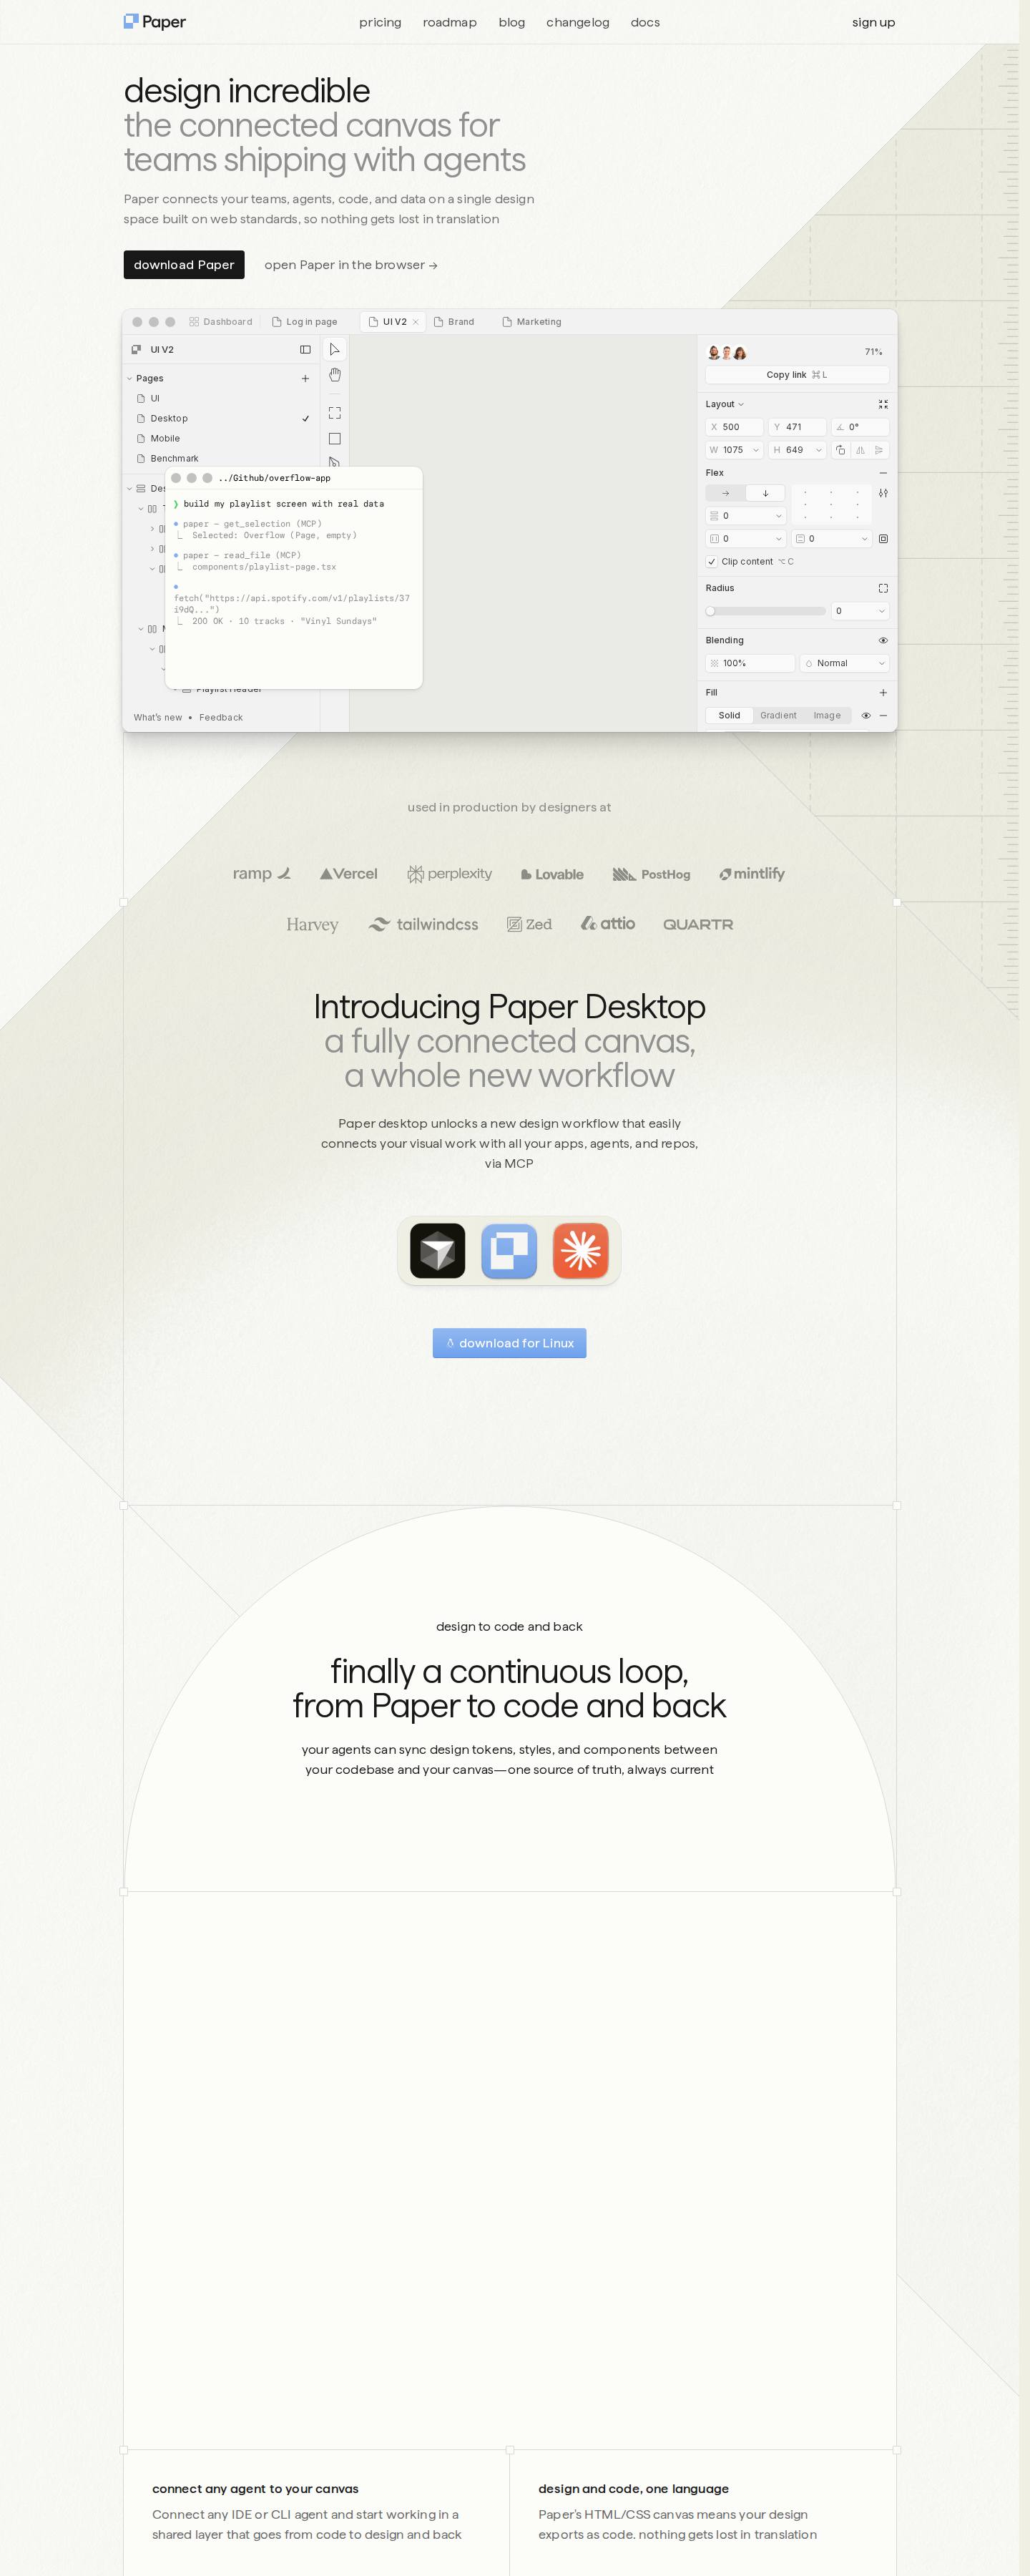 Paper
pricing
roadmap
blog
changelog
docs
sign up
design incredible
the connected canvas for
teams shipping with agents
Paper connects your teams, agents, code, and data on a single design
space built on web standards, so nothing gets lost in translation
download Paper
open Paper in the browser →
Dashboard
Log in page
UI V2
Brand
Marketing
UI V2
Pages
UI
Desktop
Mobile
Benchmark
../Github/overflow-app
❯ build my playlist screen with real data
paper – get_selection (MCP)
Selected: Overflow (Page, empty)
paper – read_file (MCP)
components/playlist-page.tsx
fetch("https://api.spotify.com/v1/playlists/37
i9dQ...")
200 OK · 10 tracks · "Vinyl Sundays"
Playlist Header
What's new • Feedback
71%
Copy link ⌘L
Layout
X 500
Y 471
0°
W 1075
H 649
Flex
0
0
0
Clip content ⌥C
Radius
0
Blending
100%
Normal
Fill
Solid
Gradient
Image
used in production by designers at
ramp
Vercel
perplexity
Lovable
PostHog
mintlify
Harvey
tailwindcss
Zed
attio
QUARTR
Introducing Paper Desktop
a fully connected canvas,
a whole new workflow
Paper desktop unlocks a new design workflow that easily
connects your visual work with all your apps, agents, and repos,
via MCP
download for Linux
design to code and back
finally a continuous loop,
from Paper to code and back
your agents can sync design tokens, styles, and components between
your codebase and your canvas—one source of truth, always current
connect any agent to your canvas
Connect any IDE or CLI agent and start working in a
shared layer that goes from code to design and back
design and code, one language
Paper's HTML/CSS canvas means your design
exports as code. nothing gets lost in translation